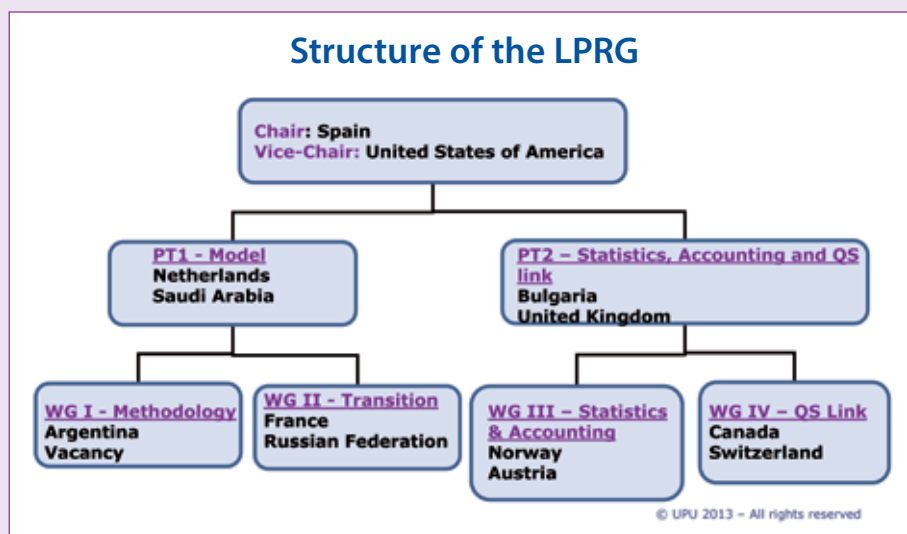 Structure of the LPRG
Chair: Spain
Vice-Chair: United States of America
PT1 - Model
Netherlands
Saudi Arabia
PT2 – Statistics, Accounting and QS
link
Bulgaria
United Kingdom
WG I - Methodology
Argentina
Vacancy
WG II - Transition
France
Russian Federation
WG III – Statistics
& Accounting
Norway
Austria
WG IV – QS Link
Canada
Switzerland
© UPU 2013 – All rights reserved